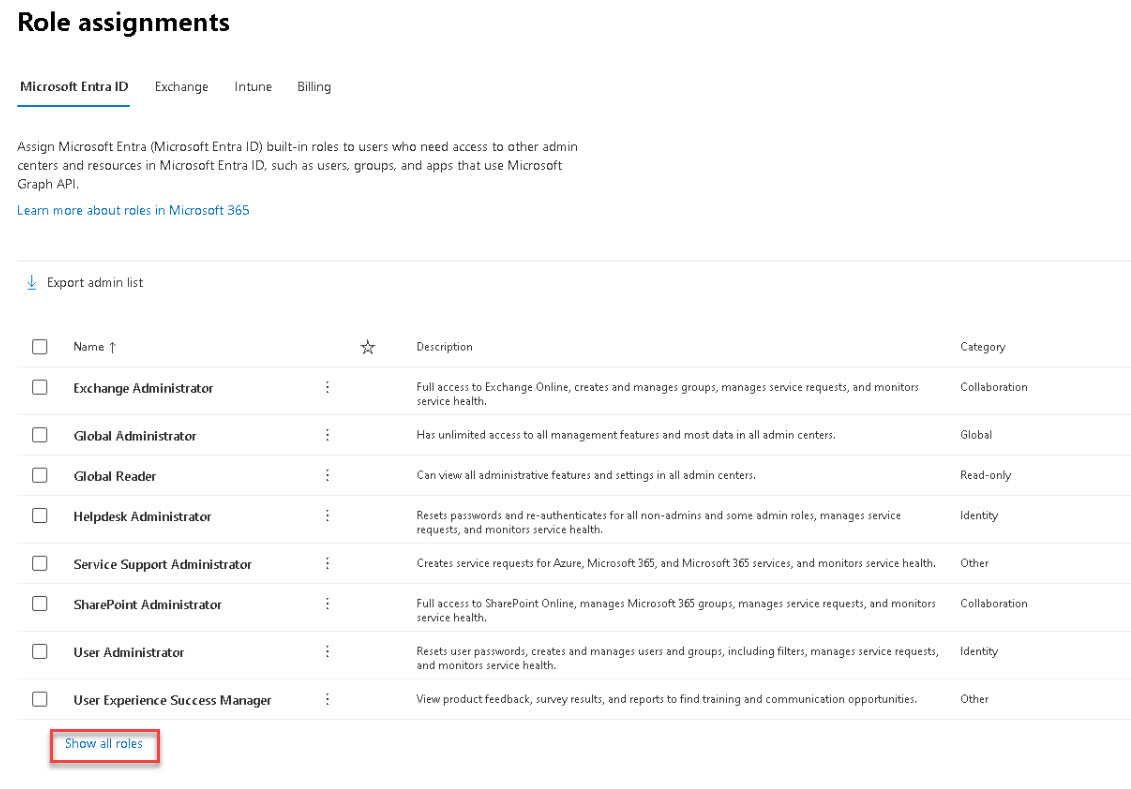 Role assignments
Microsoft Entra ID Exchange Intune Billing
Assign Microsoft Entra (Microsoft Entra ID) built-in roles to users who need access to other admin
centers and resources in Microsoft Entra ID, such as users, groups, and apps that use Microsoft
Graph API.
Learn more about roles in Microsoft 365
Export admin list
Name ↑ Description Category
Exchange Administrator Full access to Exchange Online, creates and manages groups, manages service requests, and monitors Collaboration
service health.
Global Administrator Has unlimited access to all management features and most data in all admin centers. Global
Global Reader Can view all administrative features and settings in all admin centers. Read-only
Helpdesk Administrator Resets passwords and re-authenticates for all non-admins and some admin roles, manages service Identity
requests, and monitors service health.
Service Support Administrator Creates service requests for Azure, Microsoft 365, and Microsoft 365 services, and monitors service health. Other
SharePoint Administrator Full access to SharePoint Online, manages Microsoft 365 groups, manages service requests, and monitors Collaboration
service health.
User Administrator Resets user passwords, creates and manages users and groups, including filters, manages service requests, Identity
and monitors service health.
User Experience Success Manager View product feedback, survey results, and reports to find training and communication opportunities. Other
Show all roles